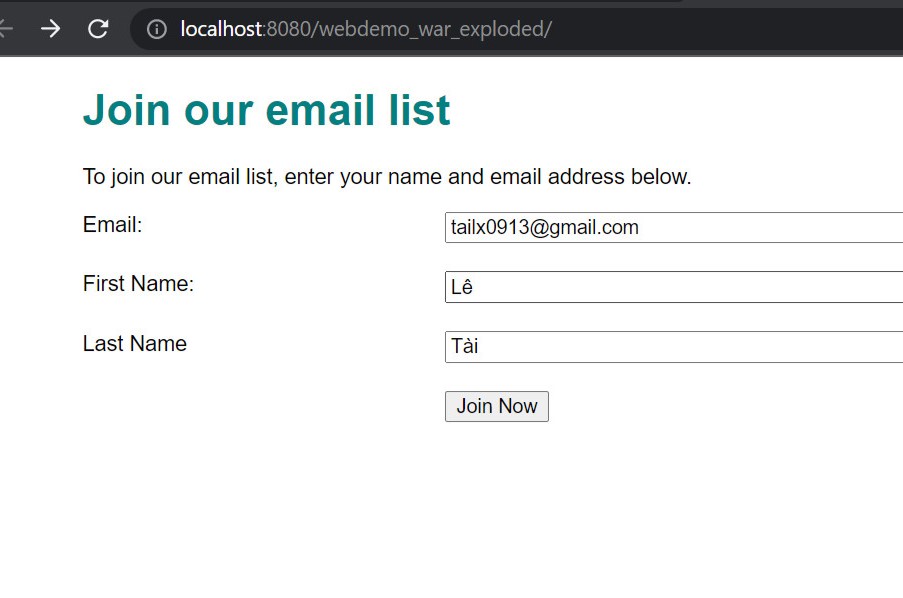 localhost:8080/webdemo_war_exploded/
Join our email list
To join our email list, enter your name and email address below.
Email: tailx0913@gmail.com
First Name: Lê
Last Name Tài
Join Now